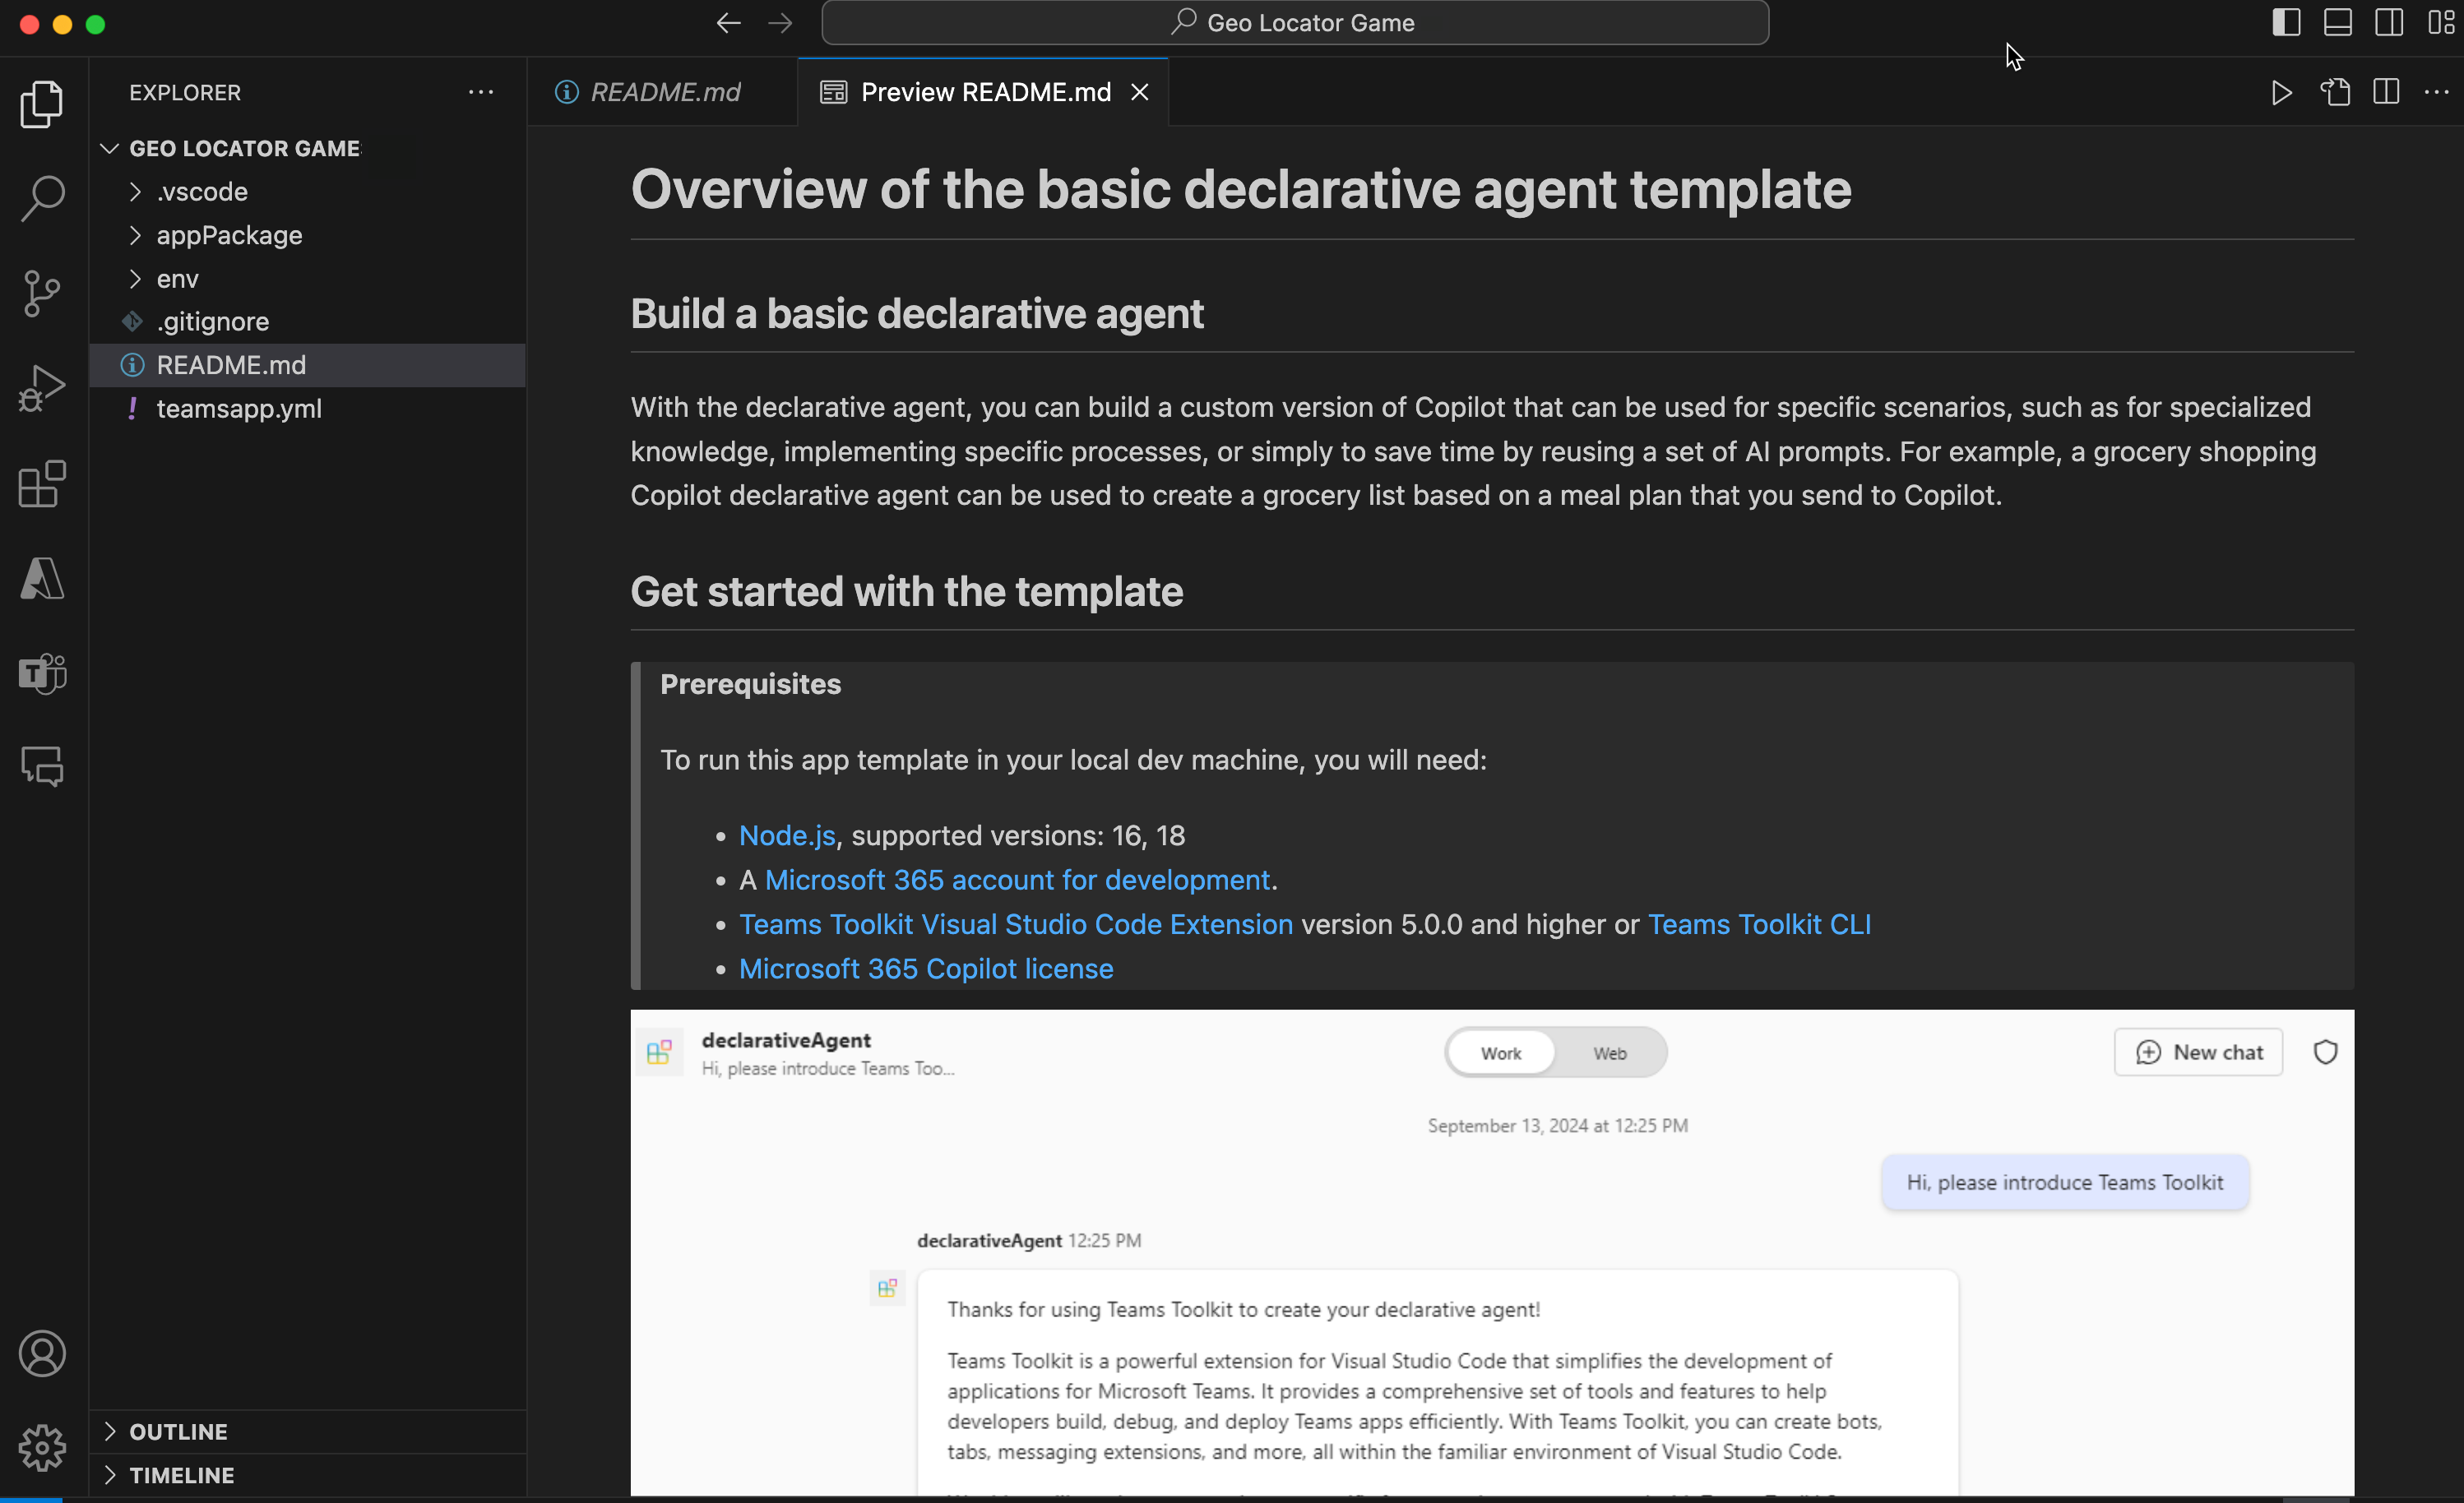 Geo Locator Game
EXPLORER
GEO LOCATOR GAME
.vscode
appPackage
env
.gitignore
README.md
teamsapp.yml
OUTLINE
TIMELINE
README.md
Preview README.md
Overview of the basic declarative agent template
Build a basic declarative agent
With the declarative agent, you can build a custom version of Copilot that can be used for specific scenarios, such as for specialized
knowledge, implementing specific processes, or simply to save time by reusing a set of AI prompts. For example, a grocery shopping
Copilot declarative agent can be used to create a grocery list based on a meal plan that you send to Copilot.
Get started with the template
Prerequisites
To run this app template in your local dev machine, you will need:
• Node.js, supported versions: 16, 18
• A Microsoft 365 account for development.
• Teams Toolkit Visual Studio Code Extension version 5.0.0 and higher or Teams Toolkit CLI
• Microsoft 365 Copilot license
declarativeAgent
Hi, please introduce Teams Too...
Work Web
New chat
September 13, 2024 at 12:25 PM
Hi, please introduce Teams Toolkit
declarativeAgent 12:25 PM
Thanks for using Teams Toolkit to create your declarative agent!
Teams Toolkit is a powerful extension for Visual Studio Code that simplifies the development of
applications for Microsoft Teams. It provides a comprehensive set of tools and features to help
developers build, debug, and deploy Teams apps efficiently. With Teams Toolkit, you can create bots,
tabs, messaging extensions, and more, all within the familiar environment of Visual Studio Code.